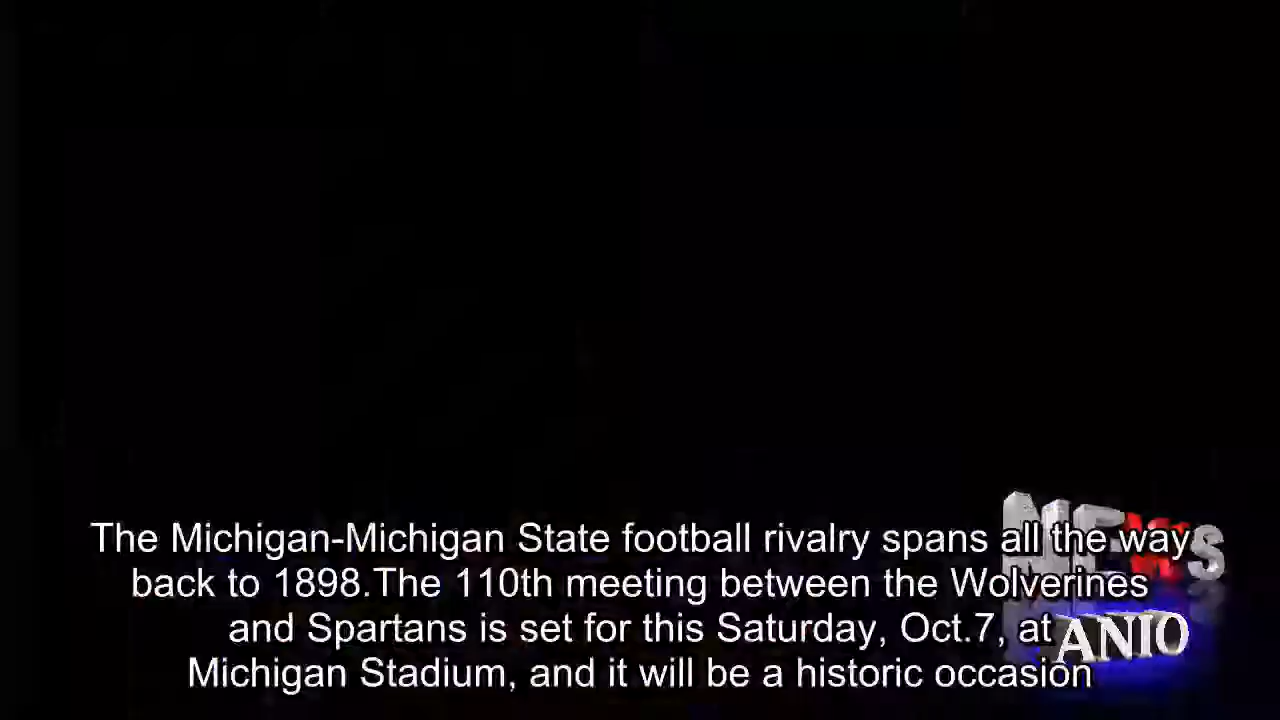 The Michigan-Michigan State football rivalry spans all the way
back to 1898.The 110th meeting between the Wolverines
and Spartans is set for this Saturday, Oct.7, at
Michigan Stadium, and it will be a historic occasion
NEWS
ANIO